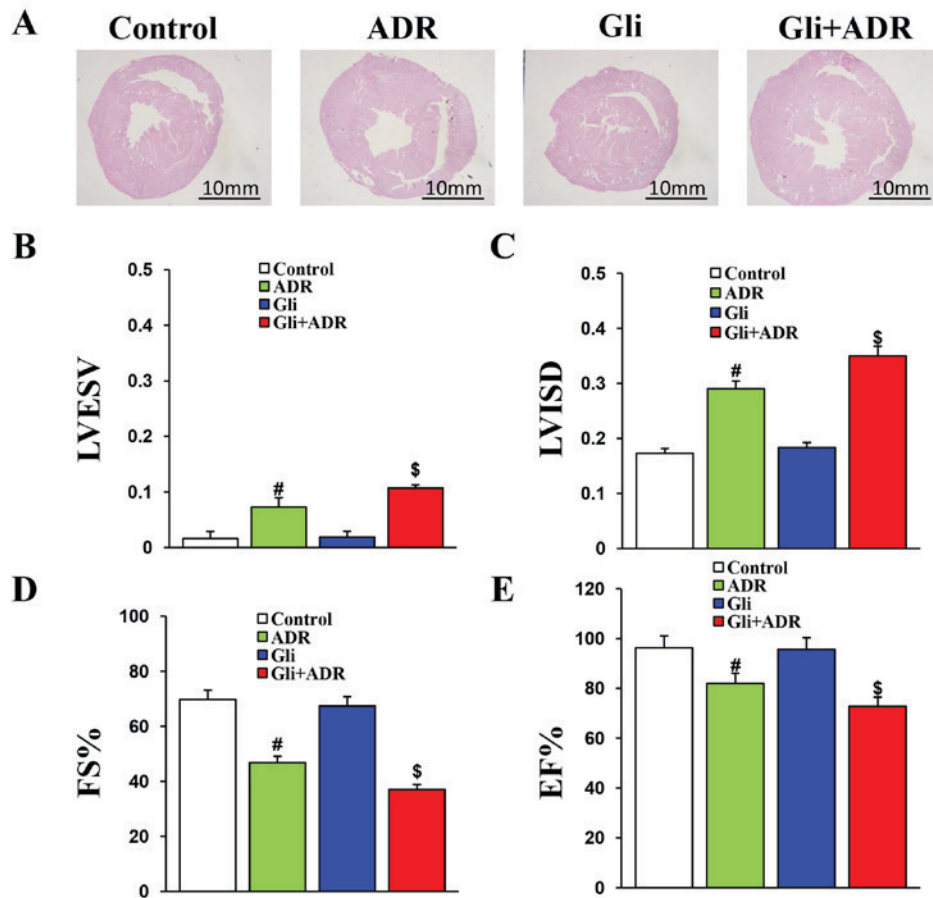 A
Control
ADR
Gli
Gli+ADR
10mm
10mm
10mm
10mm
B
LVESV
0.5
0.4
0.3
0.2
0.1
0
Control
ADR
Gli
Gli+ADR
#
$
C
LVISD
0.5
0.4
0.3
0.2
0.1
0
Control
ADR
Gli
Gli+ADR
#
$
D
FS%
100
80
60
40
20
0
Control
ADR
Gli
Gli+ADR
#
$
E
EF%
120
100
80
60
40
20
0
Control
ADR
Gli
Gli+ADR
#
$